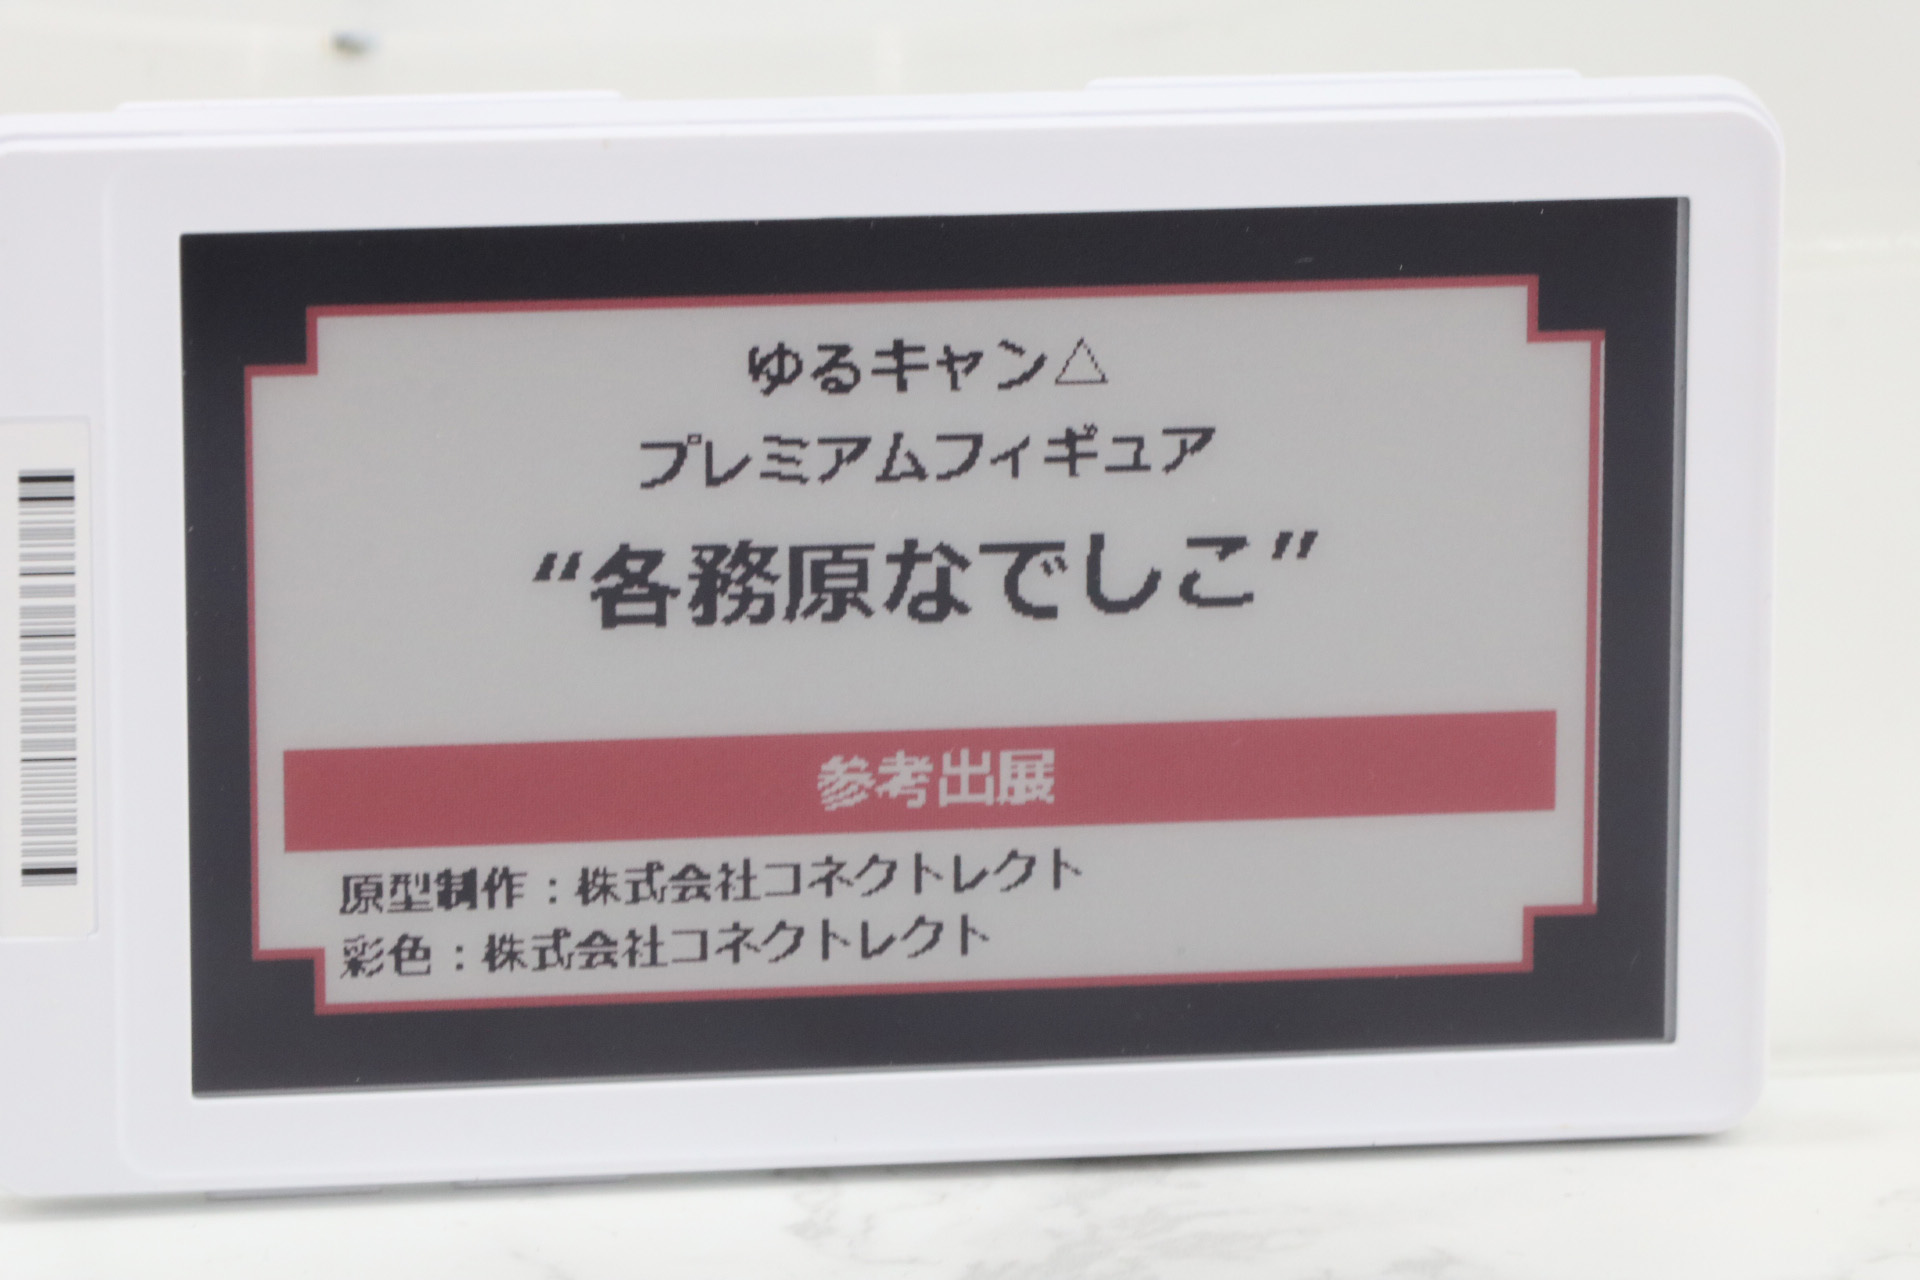 ゆるキャン△
プレミアムフィギュア
“各務原なでしこ”
参考出展
原型制作：株式会社コネクトレクト
彩色：株式会社コネクトレクト